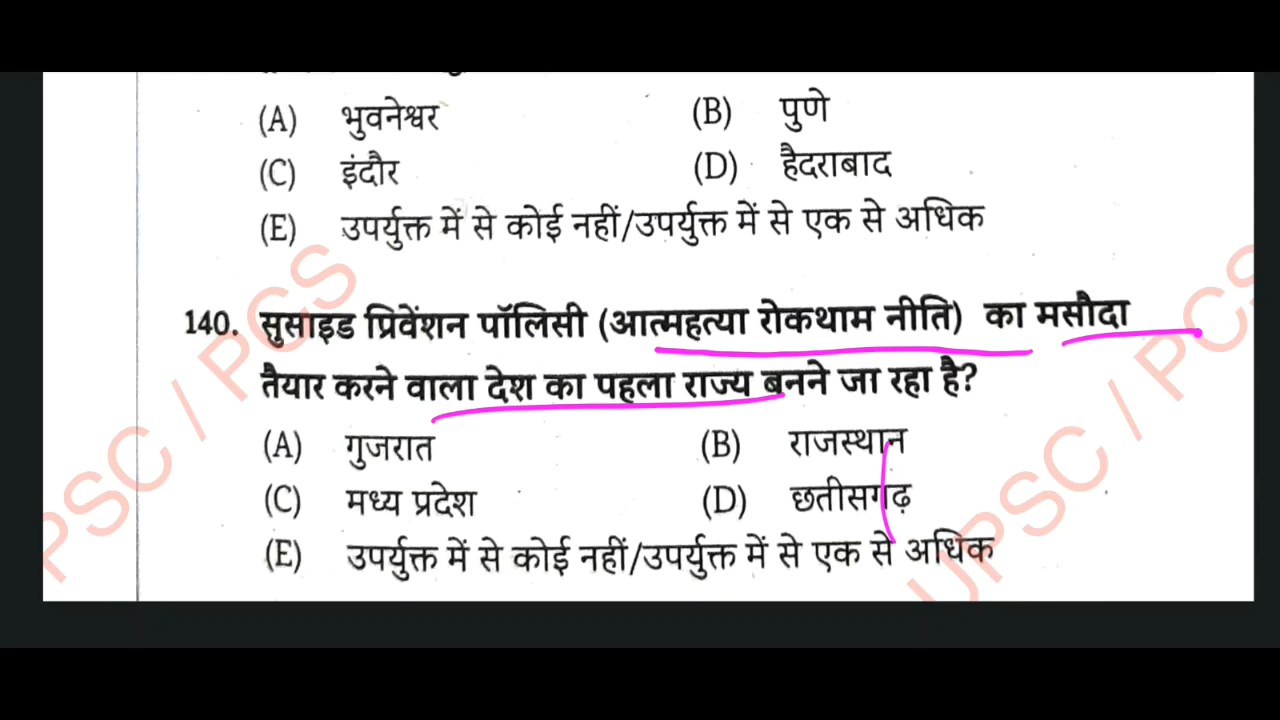 (A) भुवनेश्वर (B) पुणे
(C) इंदौर (D) हैदराबाद
(E) उपर्युक्त में से कोई नहीं/उपर्युक्त में से एक से अधिक
140. सुसाइड प्रिवेंशन पॉलिसी (आत्महत्या रोकथाम नीति) का मसौदा
तैयार करने वाला देश का पहला राज्य बनने जा रहा है?
(A) गुजरात (B) राजस्थान
(C) मध्य प्रदेश (D) छतीसगढ़
(E) उपर्युक्त में से कोई नहीं/उपर्युक्त में से एक से अधिक
PSC / PCS
UPSC / PCS